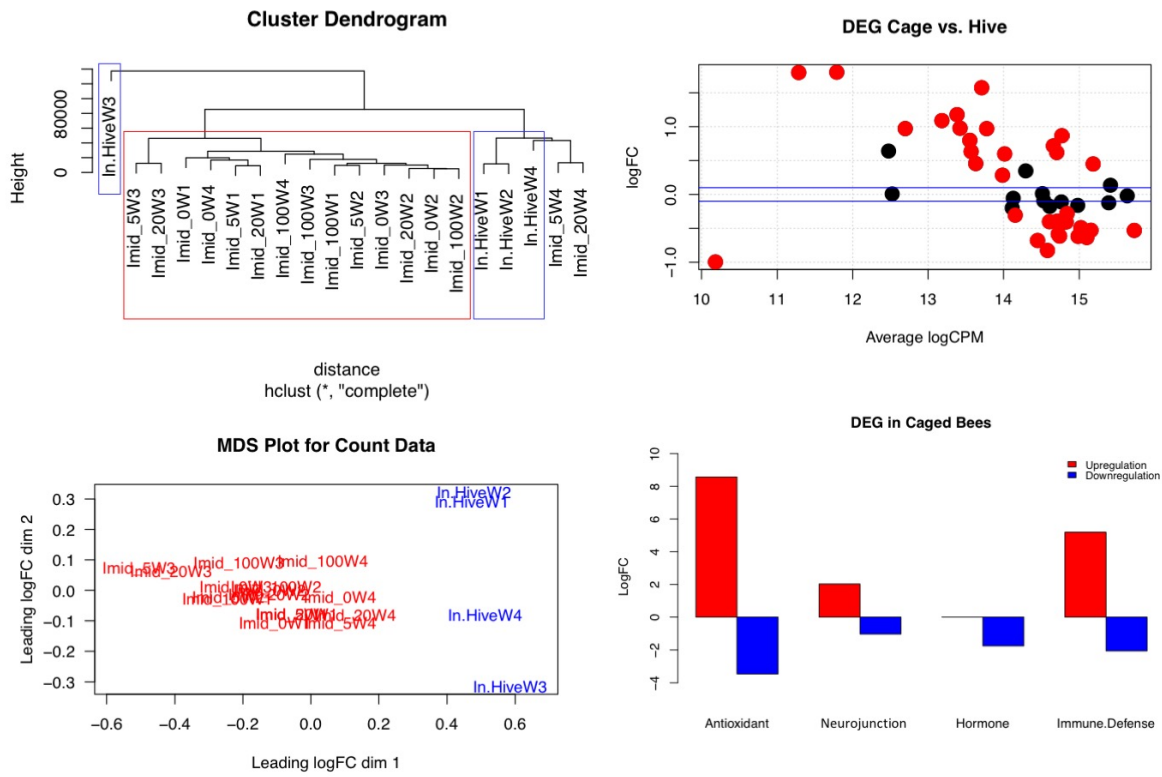 Cluster Dendrogram
Height
0
80000
In.HiveW3
Imid_5W3
Imid_20W3
Imid_0W1
Imid_0W4
Imid_5W1
Imid_20W1
Imid_100W4
Imid_100W3
Imid_100W1
Imid_5W2
Imid_0W3
Imid_20W2
Imid_0W2
Imid_100W2
In.HiveW1
In.HiveW2
In.HiveW4
Imid_5W4
Imid_20W4
distance
hclust (*, "complete")
DEG Cage vs. Hive
logFC
1.0
0.0
−1.0
10 11 12 13 14 15
Average logCPM
MDS Plot for Count Data
Leading logFC dim 2
0.3
0.2
0.1
0.0
−0.1
−0.2
−0.3
In.HiveW2
In.HiveW1
Imid_100W3
Imid_100W4
Imid_5W3
Imid_20W3
Imid_0W4
Imid_20W4
Imid_0W1
Imid_5W4
In.HiveW4
In.HiveW3
−0.6 −0.4 −0.2 0.0 0.2 0.4 0.6
Leading logFC dim 1
DEG in Caged Bees
LogFC
10
8
6
4
2
0
−2
−4
Upregulation
Downregulation
Antioxidant Neurojunction Hormone Immune.Defense